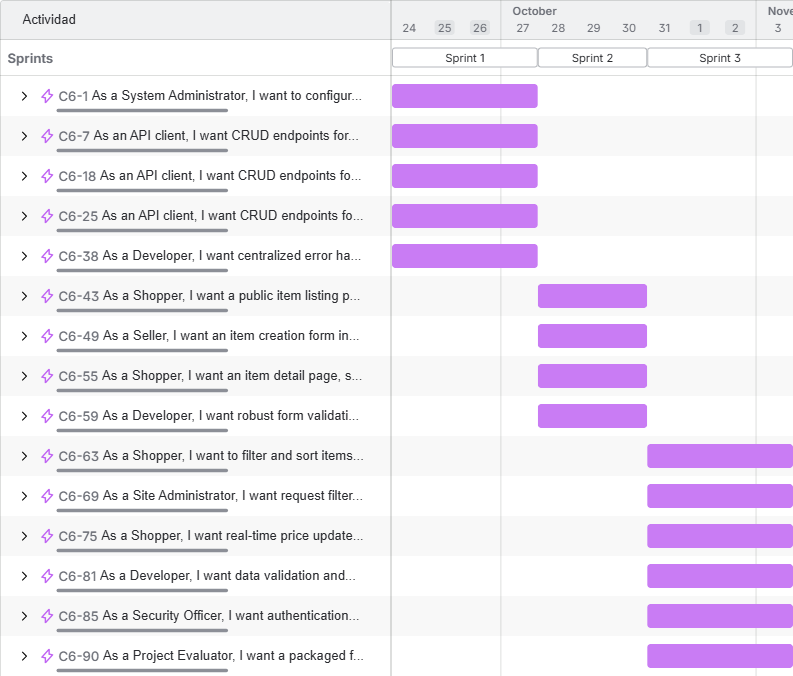 Actividad
October
Nove
24 25 26 27 28 29 30 31 1 2 3
Sprints
Sprint 1
Sprint 2
Sprint 3
C6-1 As a System Administrator, I want to configur...
C6-7 As an API client, I want CRUD endpoints for...
C6-18 As an API client, I want CRUD endpoints fo...
C6-25 As an API client, I want CRUD endpoints fo...
C6-38 As a Developer, I want centralized error ha...
C6-43 As a Shopper, I want a public item listing p...
C6-49 As a Seller, I want an item creation form in...
C6-55 As a Shopper, I want an item detail page, s...
C6-59 As a Developer, I want robust form validati...
C6-63 As a Shopper, I want to filter and sort items...
C6-69 As a Site Administrator, I want request filter...
C6-75 As a Shopper, I want real-time price update...
C6-81 As a Developer, I want data validation and...
C6-85 As a Security Officer, I want authentication...
C6-90 As a Project Evaluator, I want a packaged f...